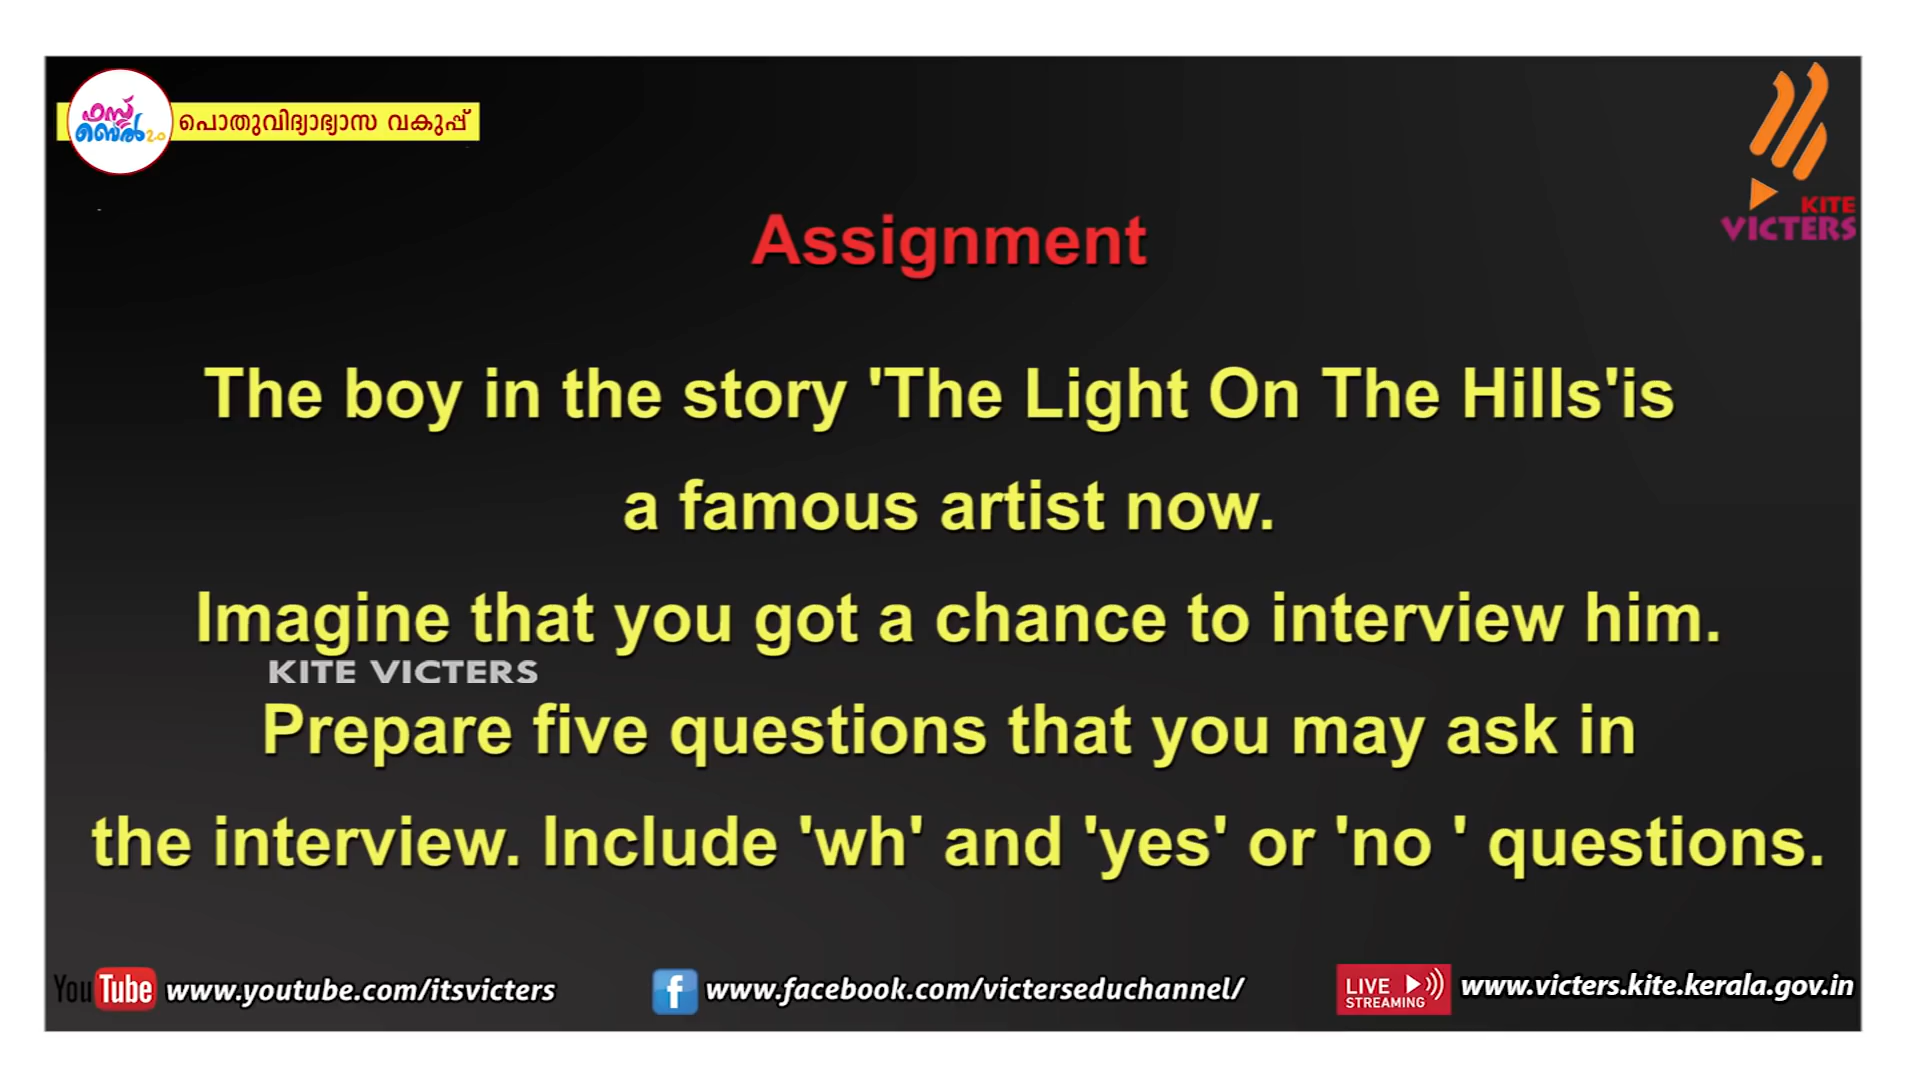 ഫസ്റ്റ്
ബെൽ 2.0
പൊതുവിദ്യാഭ്യാസ വകുപ്പ്
KITE
VICTERS
Assignment
The boy in the story 'The Light On The Hills'is
a famous artist now.
Imagine that you got a chance to interview him.
KITE VICTERS
Prepare five questions that you may ask in
the interview. Include 'wh' and 'yes' or 'no ' questions.
YouTube www.youtube.com/itsvicters
f www.facebook.com/victerseduchannel/
LIVE STREAMING www.victers.kite.kerala.gov.in